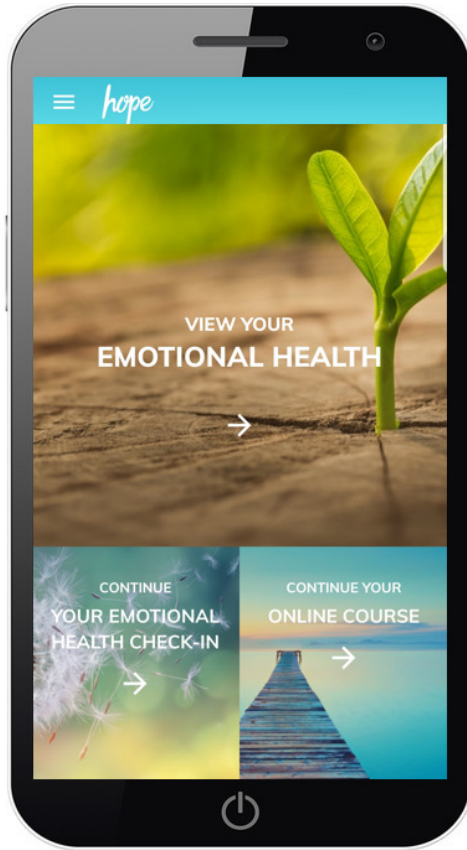 hope
VIEW YOUR
EMOTIONAL HEALTH
CONTINUE
YOUR EMOTIONAL
HEALTH CHECK-IN
CONTINUE YOUR
ONLINE COURSE